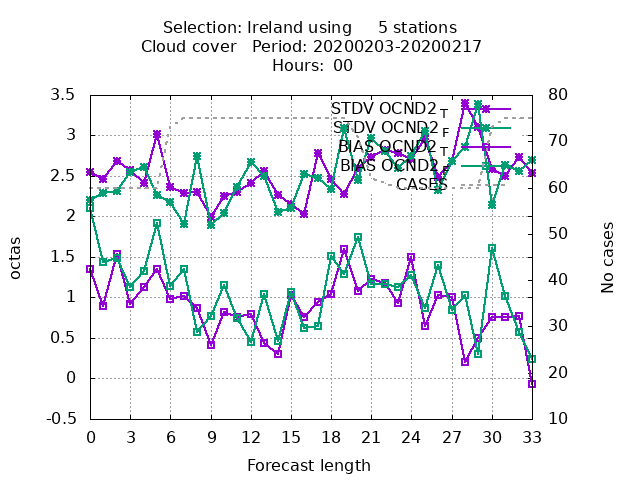 Selection: Ireland using     5 stations
Cloud cover   Period: 20200203-20200217
Hours:  00
STDV OCND2 T
STDV OCND2 F
BIAS OCND2 T
BIAS OCND2 F
CASES
3.5
3
2.5
2
1.5
1
0.5
0
-0.5
80
70
60
50
40
30
20
10
octas
No cases
0 3 6 9 12 15 18 21 24 27 30 33
Forecast length